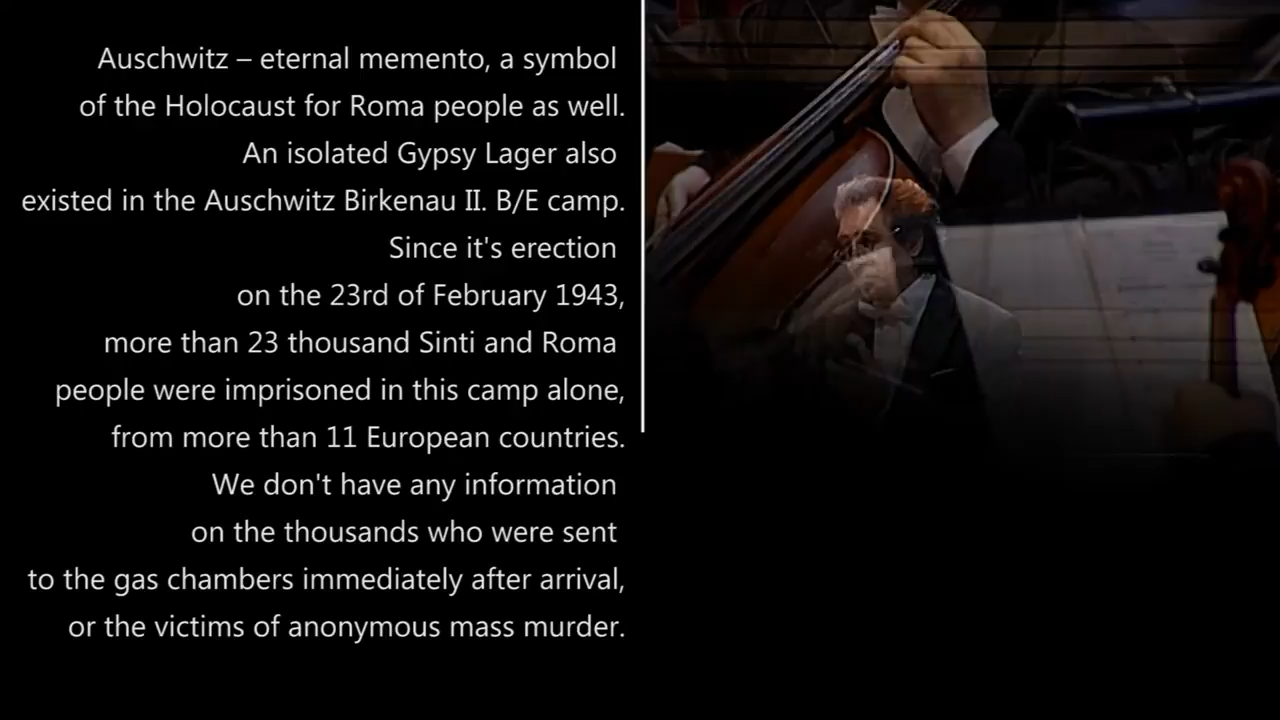 Auschwitz – eternal memento, a symbol
of the Holocaust for Roma people as well.
An isolated Gypsy Lager also
existed in the Auschwitz Birkenau II. B/E camp.
Since it's erection
on the 23rd of February 1943,
more than 23 thousand Sinti and Roma
people were imprisoned in this camp alone,
from more than 11 European countries.
We don't have any information
on the thousands who were sent
to the gas chambers immediately after arrival,
or the victims of anonymous mass murder.